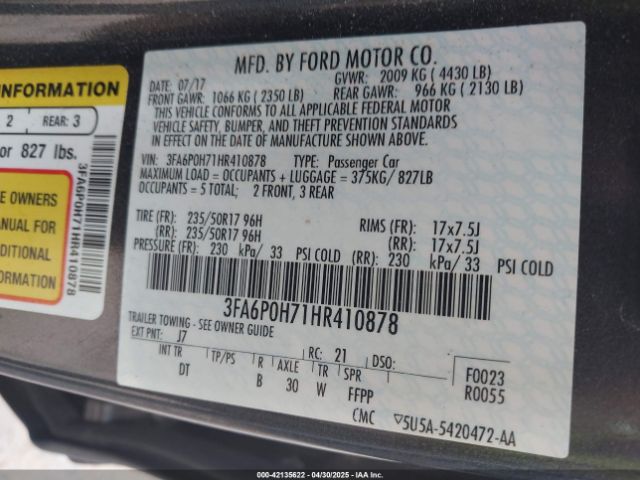 INFORMATION
2 REAR: 3
or 827 lbs.
E OWNERS
ANUAL FOR
DITIONAL
ORMATION
3FA6P0H71HR410878
MFD. BY FORD MOTOR CO.
DATE: 07/17 GVWR: 2009 KG ( 4430 LB)
FRONT GAWR: 1066 KG ( 2350 LB) REAR GAWR: 966 KG ( 2130 LB)
THIS VEHICLE CONFORMS TO ALL APPLICABLE FEDERAL MOTOR
VEHICLE SAFETY, BUMPER, AND THEFT PREVENTION STANDARDS
IN EFFECT ON THE DATE OF MANUFACTURE SHOWN ABOVE.
VIN: 3FA6P0H71HR410878 TYPE: Passenger Car
MAXIMUM LOAD = OCCUPANTS + LUGGAGE = 375KG/ 827LB
OCCUPANTS = 5 TOTAL; 2 FRONT, 3 REAR
TIRE (FR): 235/50R17 96H RIMS (FR): 17x7.5J
(RR): 235/50R17 96H (RR): 17x7.5J
PRESSURE (FR): 230 kPa/ 33 PSI COLD (RR): 230 kPa/ 33 PSI COLD
3FA6P0H71HR410878
TRAILER TOWING - SEE OWNER GUIDE
EXT PNT: J7 RC: 21 DSO:
INT TR TP/PS R AXLE TR SPR
DT B 30 W FFPP
F0023
R0055
CMC ▽5U5A-5420472-AA
000-42135622 - 04/30/2025 - IAA Inc.